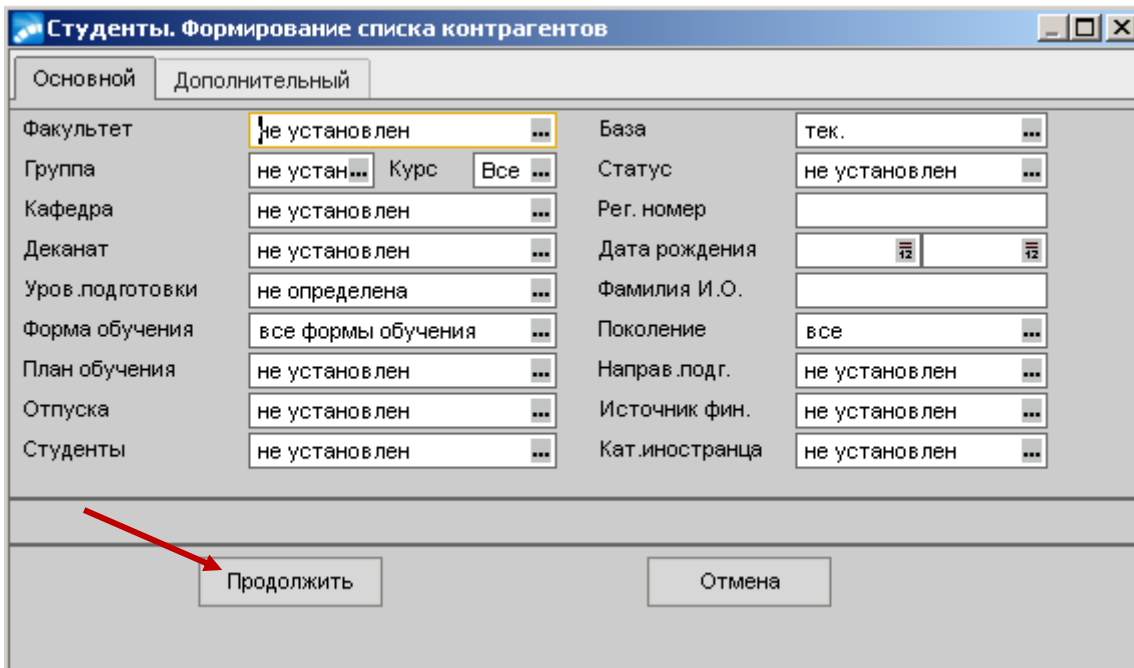 Студенты. Формирование списка контрагентов
Основной Дополнительный
Факультет не установлен ... База тек. ...
Группа не устан... Курс Все ... Статус не установлен ...
Кафедра не установлен ... Рег. номер
Деканат не установлен ... Дата рождения 12 12
Уров.подготовки не определена ... Фамилия И.О.
Форма обучения все формы обучения ... Поколение все ...
План обучения не установлен ... Направ.подг. не установлен ...
Отпуска не установлен ... Источник фин. не установлен ...
Студенты не установлен ... Кат.иностранца не установлен ...
Продолжить Отмена